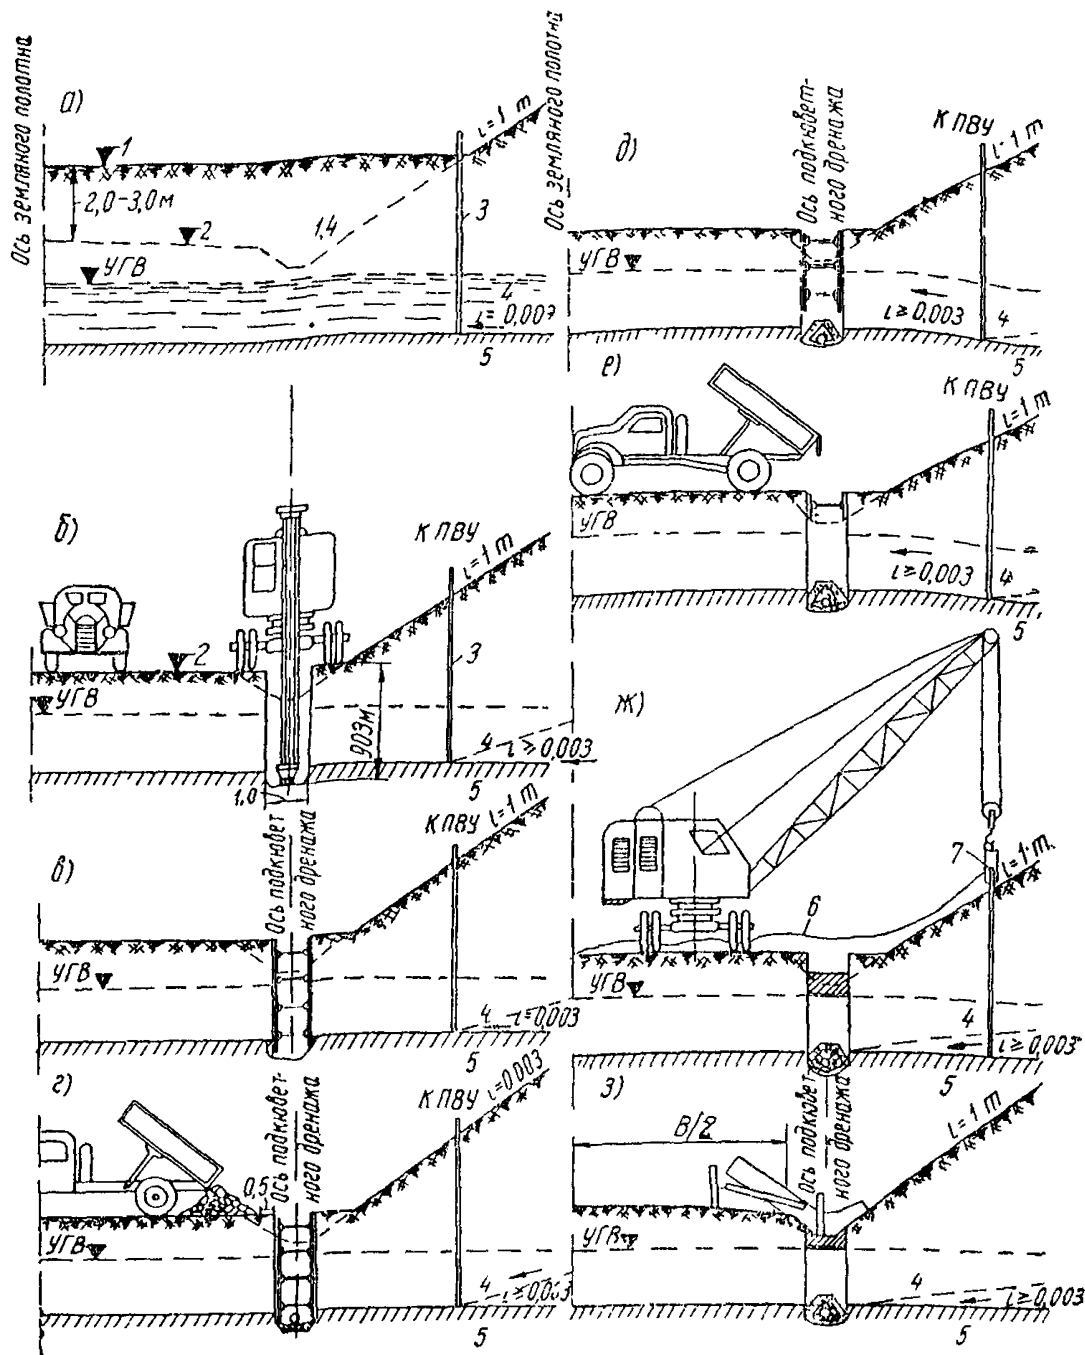 Ось земляного полотна
а)
1
i=1 m
2,0-3,0м
2
1,4
3
УГВ
4
i=0,007
5
б)
К ПВУ
i=1 m
2
3
УГВ
4
i≥0,003
1,0
5
в)
Ось подкювет-
ного дренажа
К ПВУ
i=1 m
УГВ
4
i=0,003
5
г)
Ось подкювет-
ного дренажа
К ПВУ
i=0,003
0,5
УГВ
4
i≥0,003
5
Ось земляного полотна
д)
Ось подкювет-
ного дренажа
К ПВУ
i=1 m
УГВ
i≥0,003
4
5
е)
К ПВУ
i=1 m
УГВ
i≥0,003
4
5
ж)
7
i=1 m
6
УГВ
4
i≥0,003
5
з)
Ось подкювет-
ного дренажа
i=1 m
В/2
УГВ
4
i≥0,003
5